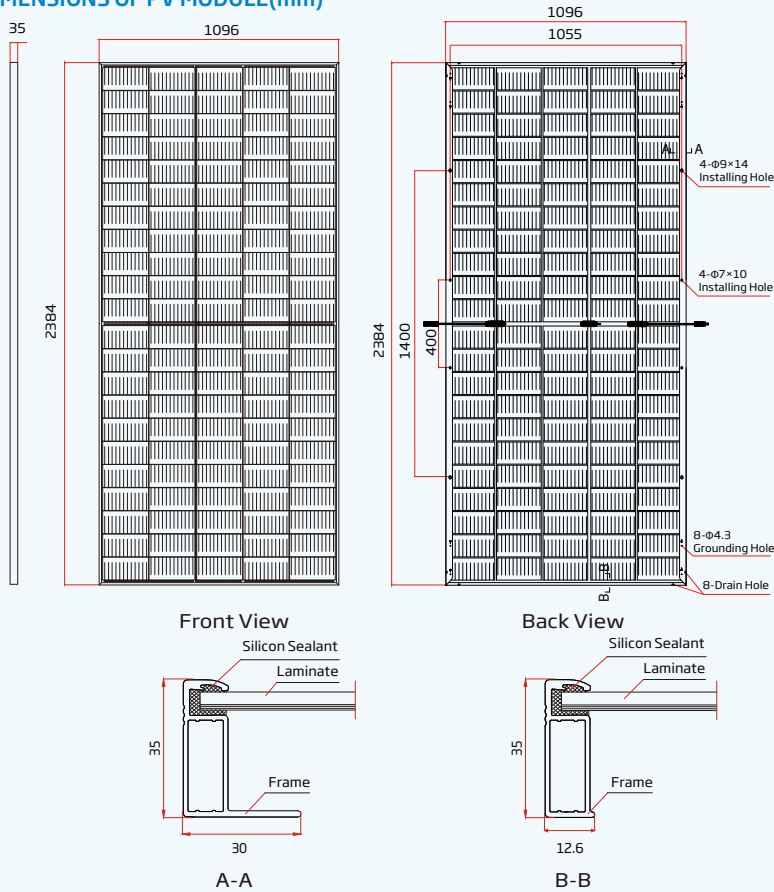 MENSIONS OF PV MODULE(mm)
35
1096
2384
1096
1055
2384
1400
400
A
A
4-Φ9×14
Installing Hole
4-Φ7×10
Installing Hole
8-Φ4.3
Grounding Hole
8-Drain Hole
B
B
Front View
Back View
Silicon Sealant
Laminate
35
Frame
30
A-A
Silicon Sealant
Laminate
35
Frame
12.6
B-B